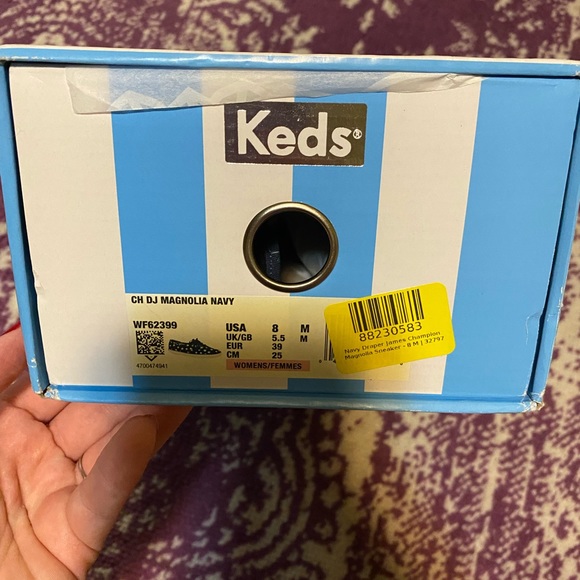 Keds®
CH DJ MAGNOLIA NAVY
WF62399
USA 8 M
UK/GB 5.5 M
EUR 39
CM 25
WOMENS/FEMMES
4700474941
88230583
Navy Draper James Champion
Magnolia Sneaker - 8 M | 32797